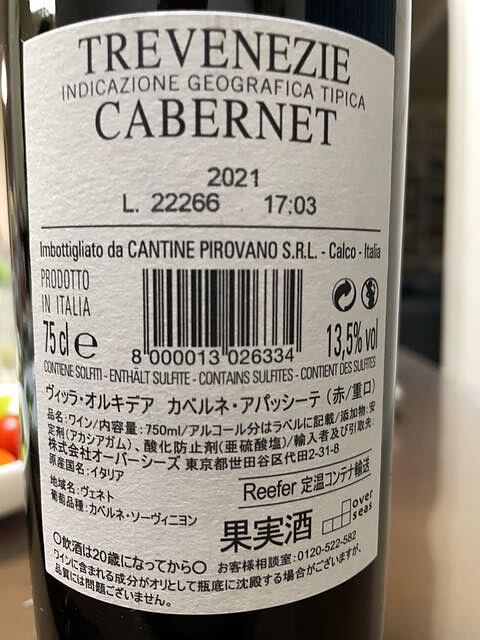 TREVENEZIE
INDICAZIONE GEOGRAFICA TIPICA
CABERNET
2021
L. 22266 17:03
Imbottigliato da CANTINE PIROVANO S.R.L. - Calco - Italia
PRODOTTO
IN ITALIA
75 cl e
8 000013 026334
13,5% vol
CONTIENE SOLFITI - ENTHÄLT SULFITE - CONTAINS SULFITES - CONTIENT DES SULFITES
ヴィッラ・オルキデア カベルネ・アパッシーテ（赤/重口）
品名:ワイン/内容量:750ml/アルコール分はラベルに記載/添加物:安
定剤(アカシアガム)、酸化防止剤(亜硫酸塩)/輸入者及び引取先:
株式会社オーバーシーズ 東京都世田谷区代田2-31-8
原産国名:イタリア
地域名:ヴェネト
葡萄品種:カベルネ・ソーヴィニヨン
Reefer 定温コンテナ輸送
果実酒
over
seas
お客様相談室:0120-522-582
〇飲酒は20歳になってから〇
ワインに含まれる成分がオリとして瓶底に沈殿する場合がございますが、
品質には問題ございません。